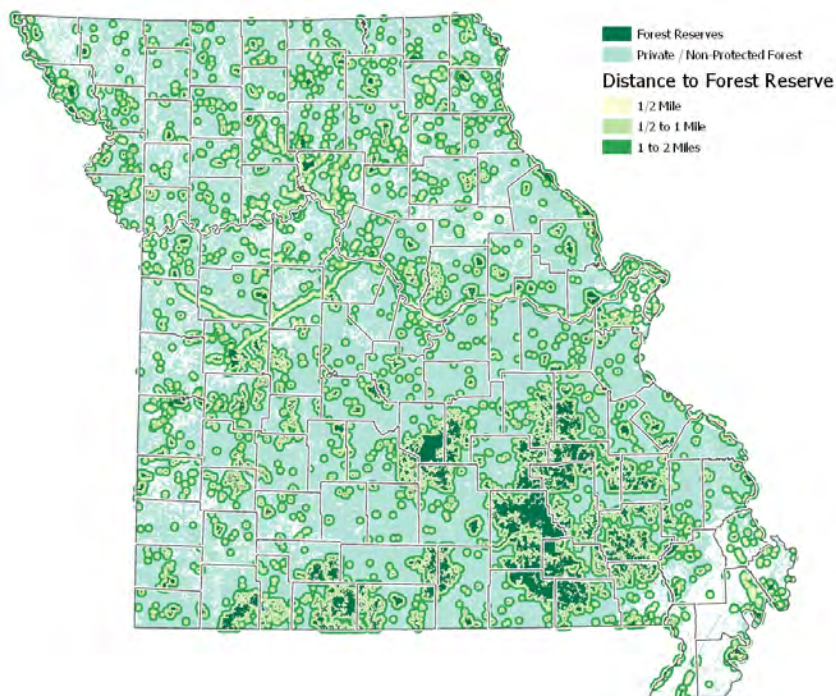 Forest Reserves
Private / Non-Protected Forest
Distance to Forest Reserve
1/2 Mile
1/2 to 1 Mile
1 to 2 Miles